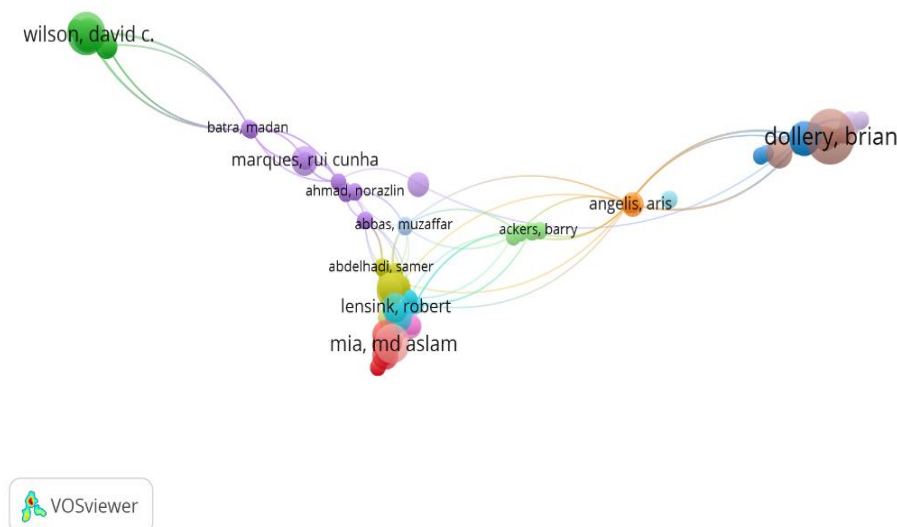 wilson, david c.
batra, madan
dollery, brian
marques, rui cunha
ahmad, norazlin
angelis, aris
abbas, muzaffar
ackers, barry
abdelhadi, samer
lensink, robert
mia, md aslam
VOSviewer